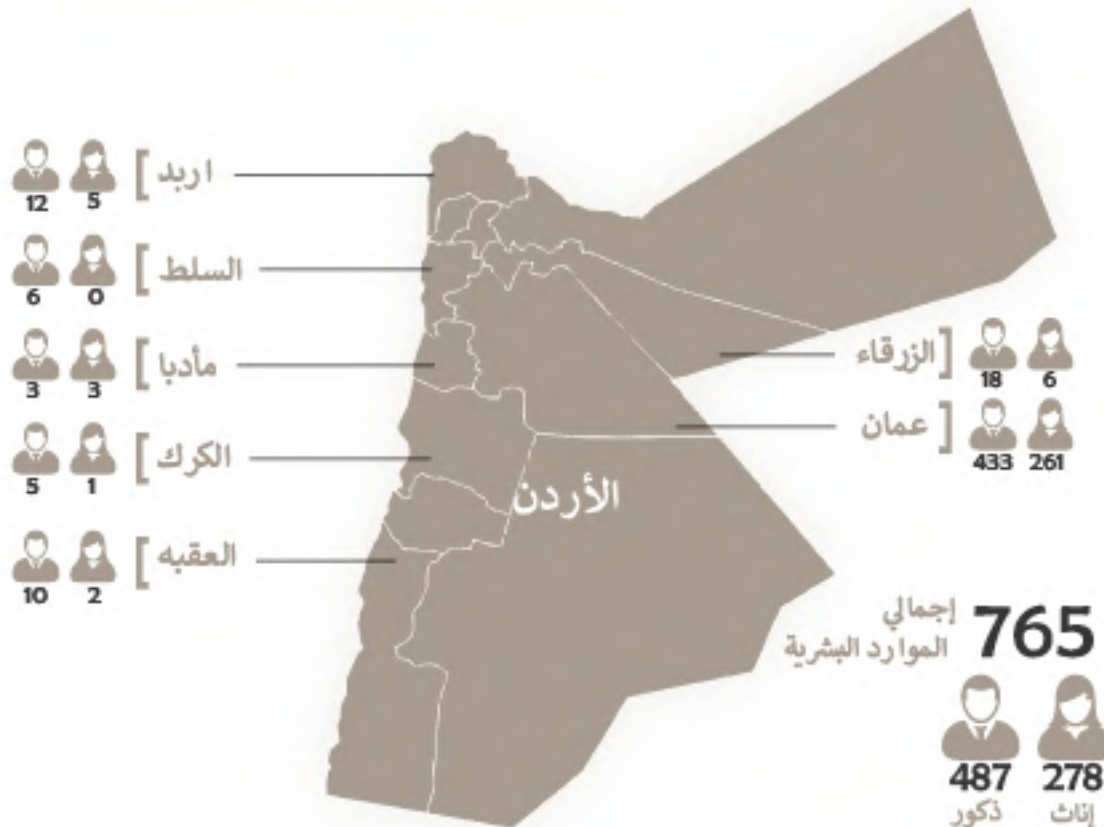 اربد
12 5
السلط
6 0
مأدبا
3 3
الكرك
5 1
العقبه
10 2
الزرقاء
18 6
عمان
433 261
الأردن
إجمالي
الموارد البشرية
765
487 278
ذكور إناث